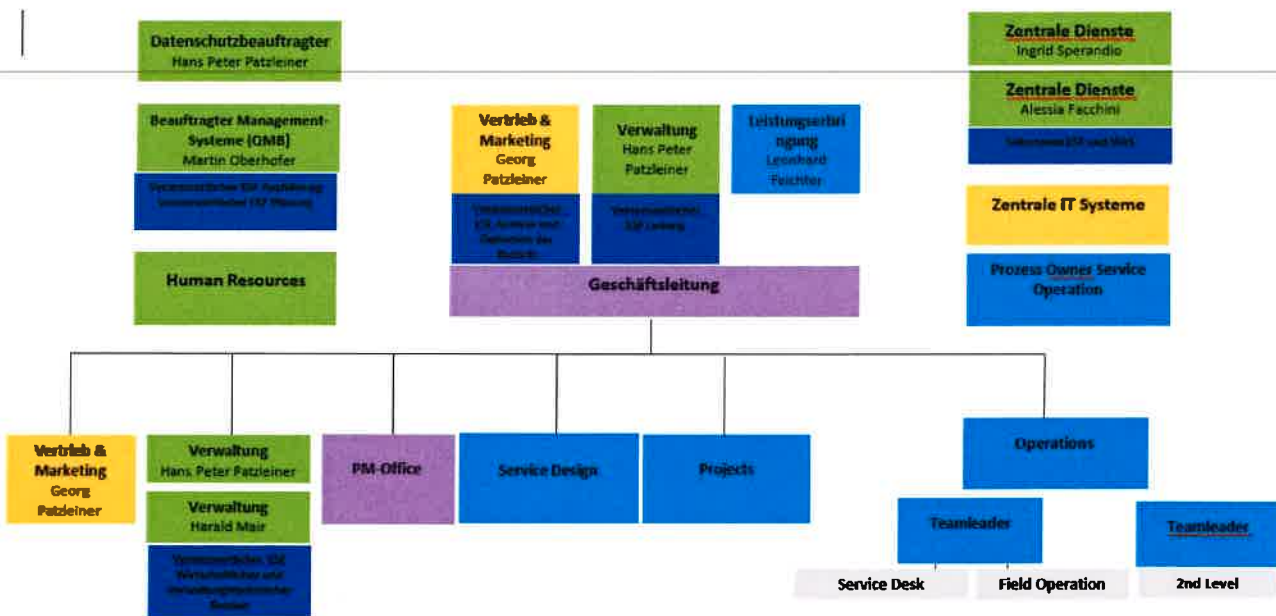 Datenschutzbeauftragter
Hans Peter Patzleiner
Beauftragter Management-
Systeme (QMB)
Martin Oberhofer
Human Resources
Vertrieb &
Marketing
Georg
Patzleiner
Verwaltung
Hans Peter
Patzleiner
Leistungserbri
ngung
Leonhard
Feichter
Geschäftsleitung
Zentrale Dienste
Ingrid Sperandio
Zentrale Dienste
Alessia Facchini
Zentrale IT Systeme
Prozess Owner Service
Operation
Vertrieb &
Marketing
Georg
Patzleiner
Verwaltung
Hans Peter Patzleiner
Verwaltung
Harald Mair
PM-Office
Service Design
Projects
Operations
Teamleader
Teamleader
Service Desk
Field Operation
2nd Level